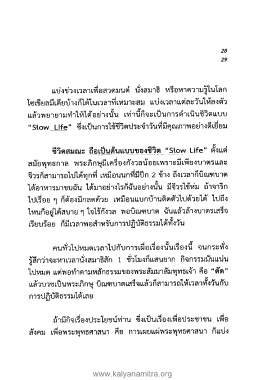 28
29
แบ่งช่วงเวลาเพื่อสวดมนต์ นั่งสมาธิ หรือหาความรู้ในโลก
โซเชียลมีเดียบ้างก็ได้ในเวลาที่เหมาะสม แบ่งเวลาแต่ละวันให้ลงตัว
แล้วพยายามทำให้ได้อย่างนั้น เท่านี้ก็จะเป็นการดำเนินชีวิตแบบ
“Slow Life” ซึ่งเป็นการใช้ชีวิตประจำวันที่มีคุณภาพอย่างดีเยี่ยม
ชีวิตสมณะ ถือเป็นต้นแบบของชีวิต “Slow Life” ตั้งแต่
สมัยพุทธกาล พระภิกษุมีเครื่องกังวลน้อยเพราะมีเพียงบาตรและ
จีวรก็สามารถไปได้ทุกที่ เหมือนนกที่มีปีก 2 ข้าง ถึงเวลาก็บิณฑบาต
ได้อาหารมาขบฉัน ได้มาอย่างไรก็ฉันอย่างนั้น มีจีวรใช้ห่ม ถ้าจาริก
ไปเรื่อย ๆ ก็ต้องมีกลดด้วย เหมือนแบกบ้านติดตัวไปด้วยได้ ไปถึง
ไหนก็อยู่ได้สบาย ๆ ไร้กังวล พอบิณฑบาต ฉันแล้วล้างบาตรเสร็จ
เรียบร้อย ก็มีเวลาพอสำหรับการปฏิบัติธรรมได้ทั้งวัน
คนทั่วไปหมดเวลาไปกับการเดี๋ยวเรื่องนั้นเรื่องนี้ จนกระทั่ง
รู้สึกว่าจะหาเวลานั่งสมาธิสัก 1 ชั่วโมงก็แสนยาก กิจกรรมมันแน่น
ไปหมด แต่พอทำตามหลักธรรมของพระสัมมาสัมพุทธเจ้า คือ “ตัด”
แล้วบวชเป็นพระภิกษุ บิณฑบาตเสร็จแล้วก็สามารถให้เวลาทั้งวันกับ
การปฏิบัติธรรมได้เลย
ถ้ามีกิจเรื่องประโยชน์ท่าน ซึ่งเป็นเรื่องเพื่อประชาชน เพื่อ
สังคม เพื่อพระพุทธศาสนา คือ การเผยแผ่พระพุทธศาสนา ก็แบ่ง
www.kalyanamitra.org